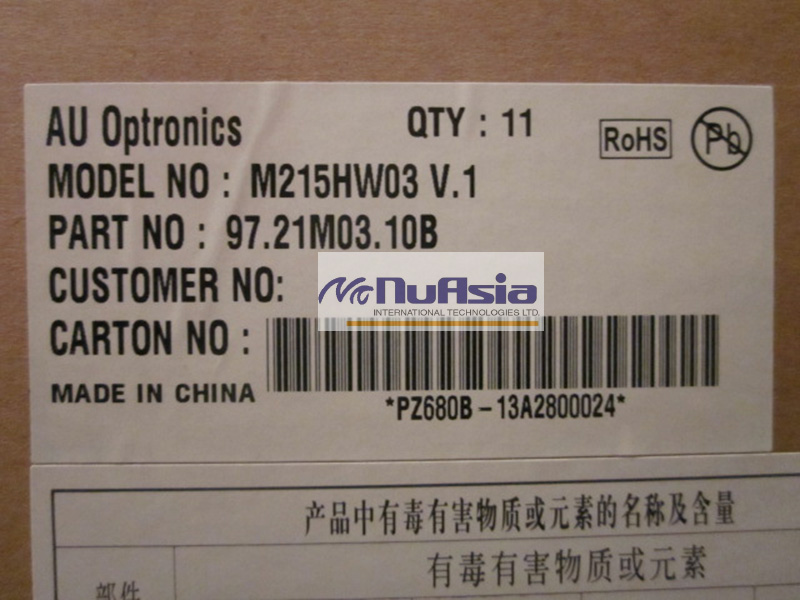 AU Optronics QTY : 11 RoHS Pb
MODEL NO : M215HW03 V.1
PART NO : 97.21M03.10B
CUSTOMER NO:
NuAsia
INTERNATIONAL TECHNOLOGIES LTD.
CARTON NO :
MADE IN CHINA
*PZ680B-13A2800024*
产品中有毒有害物质或元素的名称及含量
有毒有害物质或元素
部件